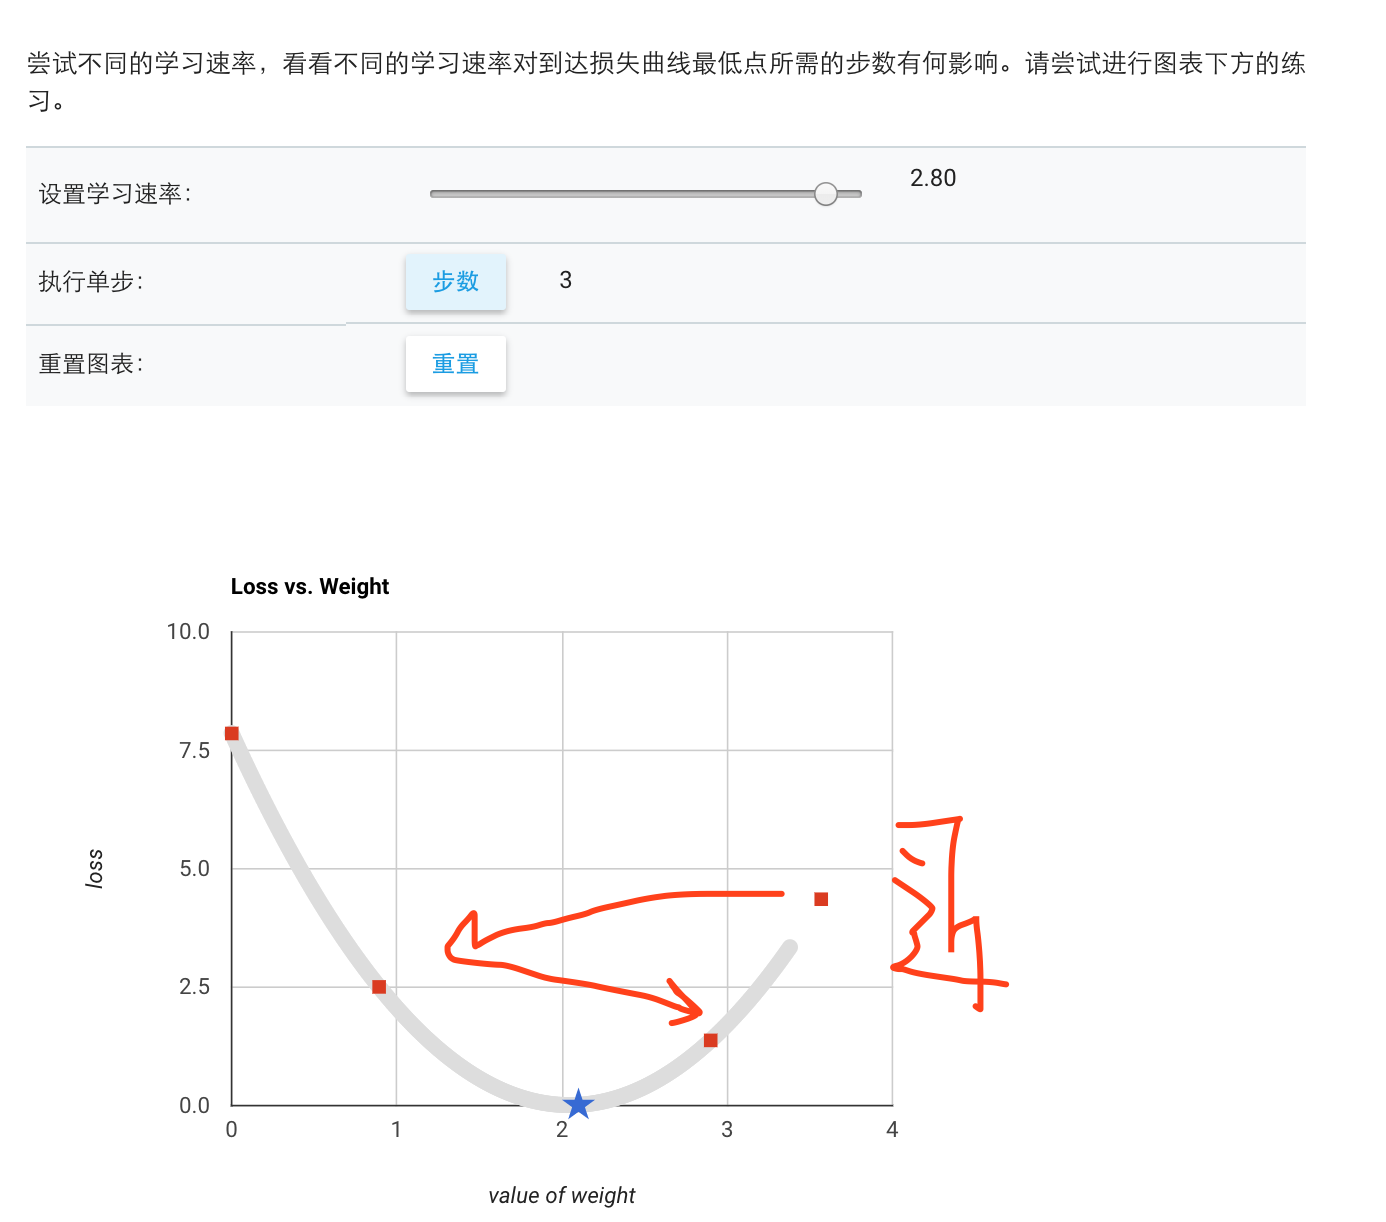 尝试不同的学习速率，看看不同的学习速率对到达损失曲线最低点所需的步数有何影响。请尝试进行图表下方的练
习。
设置学习速率：
2.80
执行单步：
步数
3
重置图表：
重置
Loss vs. Weight
10.0
7.5
5.0
2.5
0.0
loss
0 1 2 3 4
value of weight